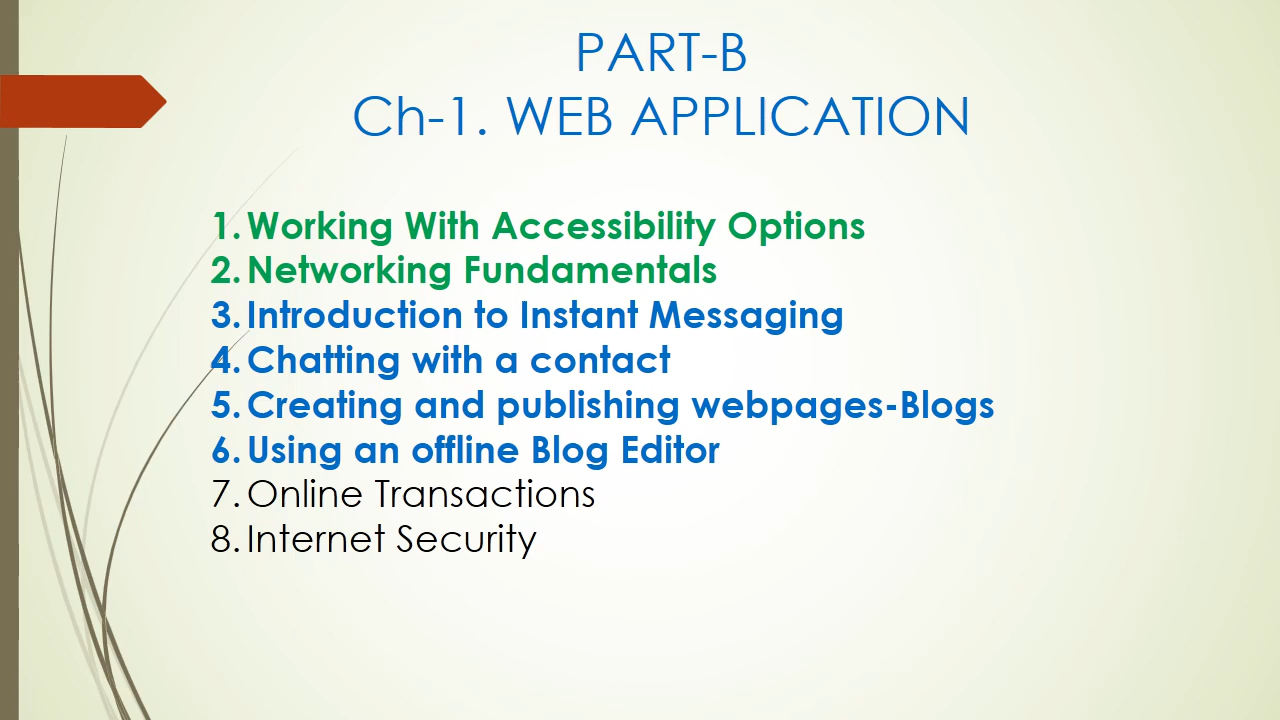 PART-B
Ch-1. WEB APPLICATION
1. Working With Accessibility Options
2. Networking Fundamentals
3. Introduction to Instant Messaging
4. Chatting with a contact
5. Creating and publishing webpages-Blogs
6. Using an offline Blog Editor
7. Online Transactions
8. Internet Security